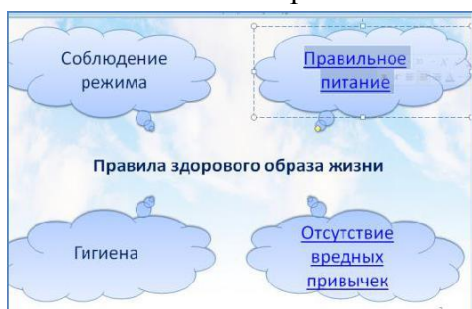 Соблюдение
режима
Правильное
питание
Правила здорового образа жизни
Гигиена
Отсутствие
вредных
привычек